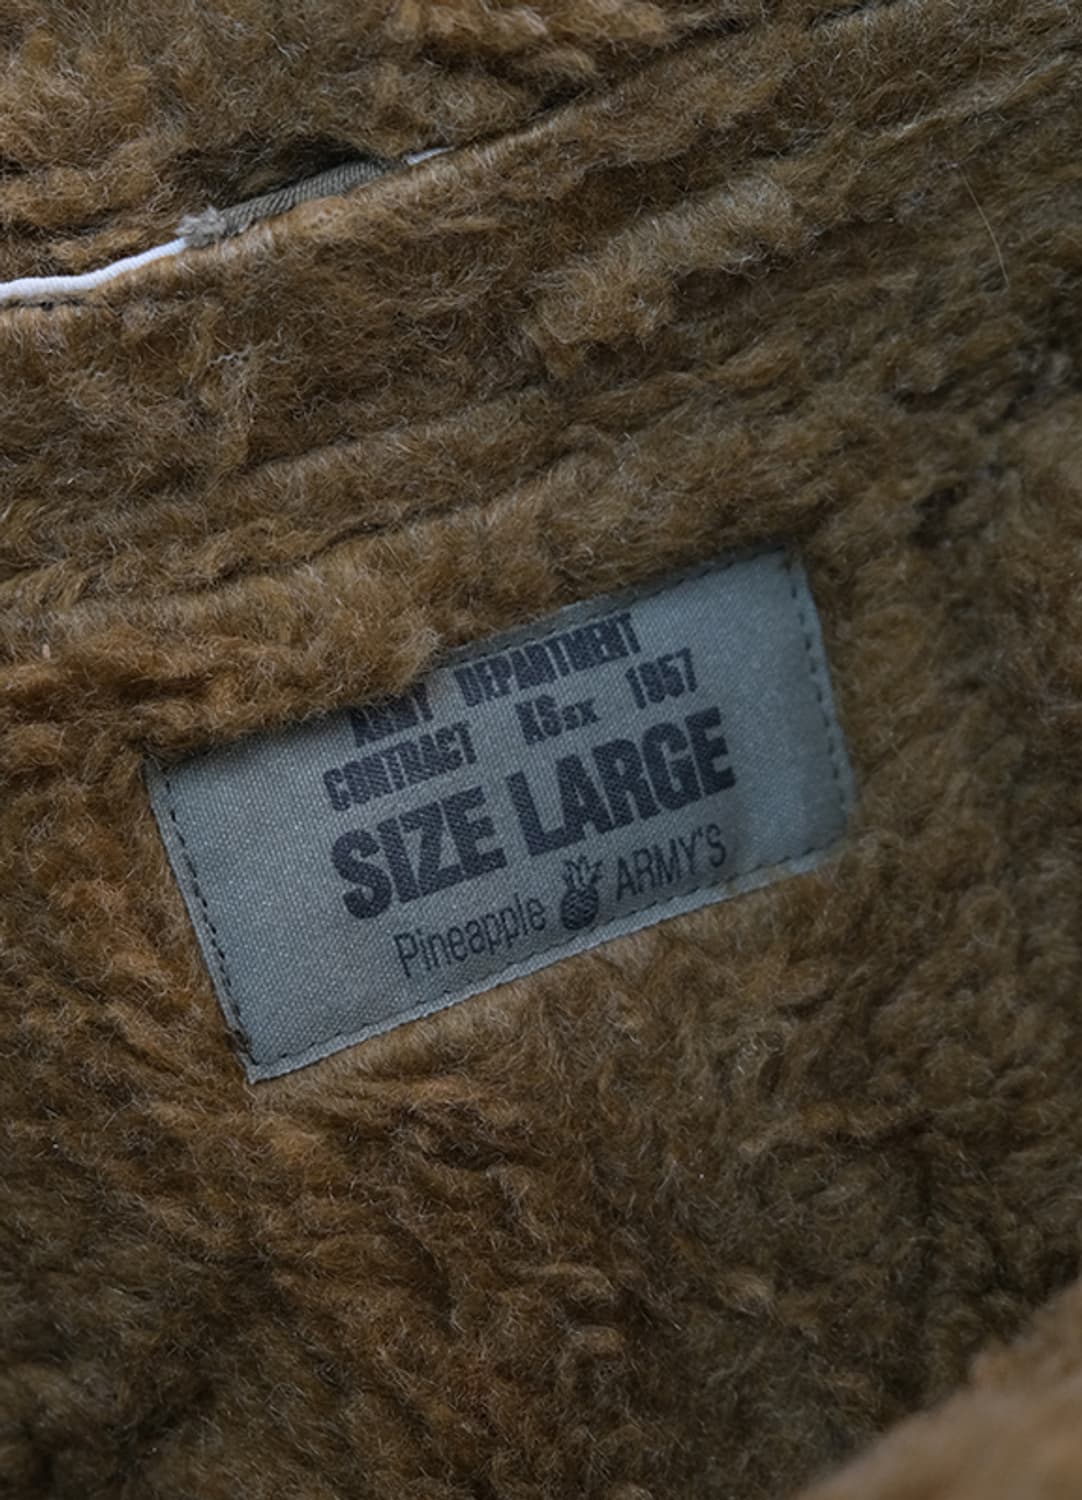 ARMY DEPARTMENT
CONTRACT 1957
SIZE LARGE
Pineapple ARMY'S